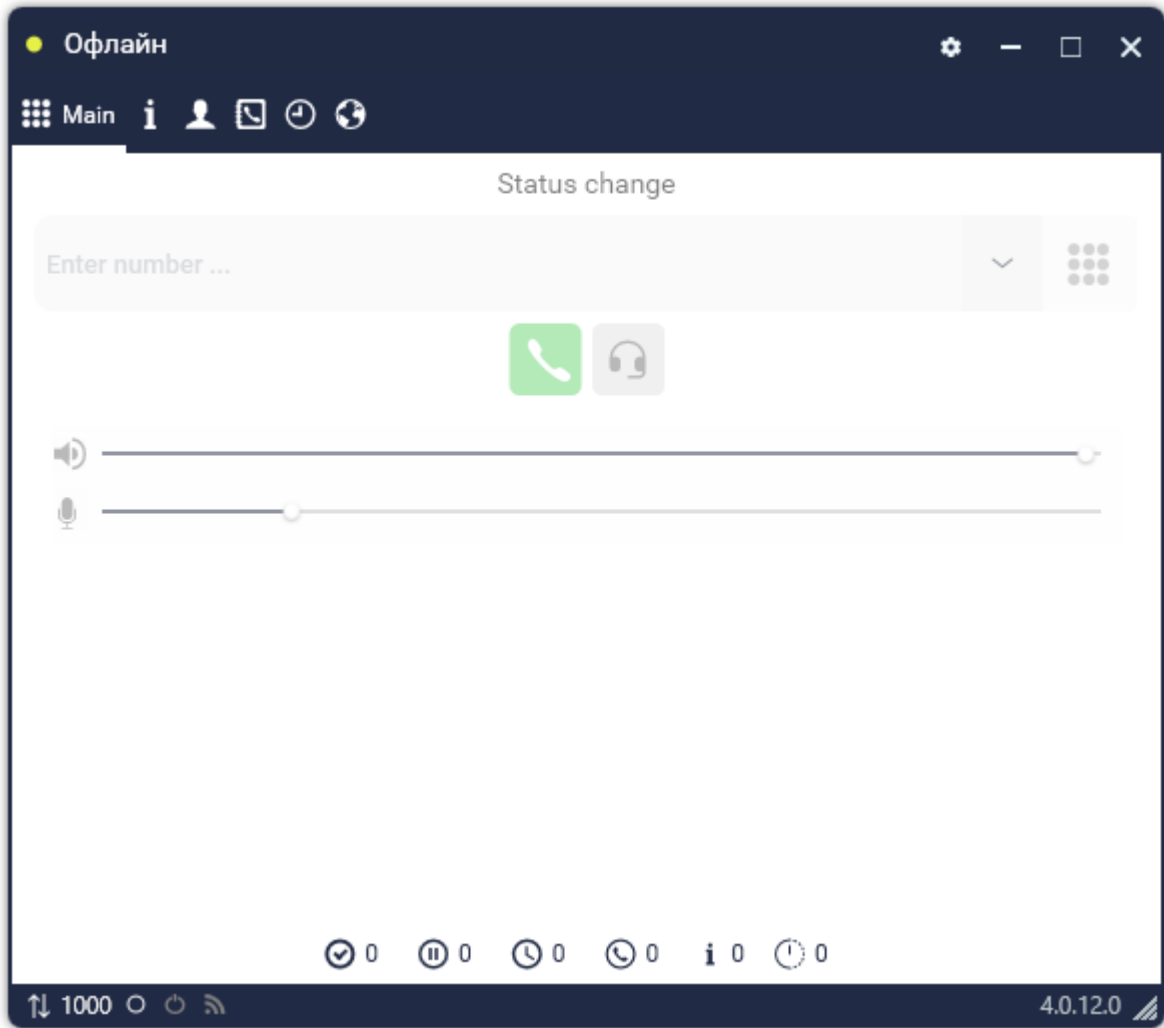 Офлайн
Main
Status change
Enter number ...
0 0 0 0 0 0
1000 4.0.12.0